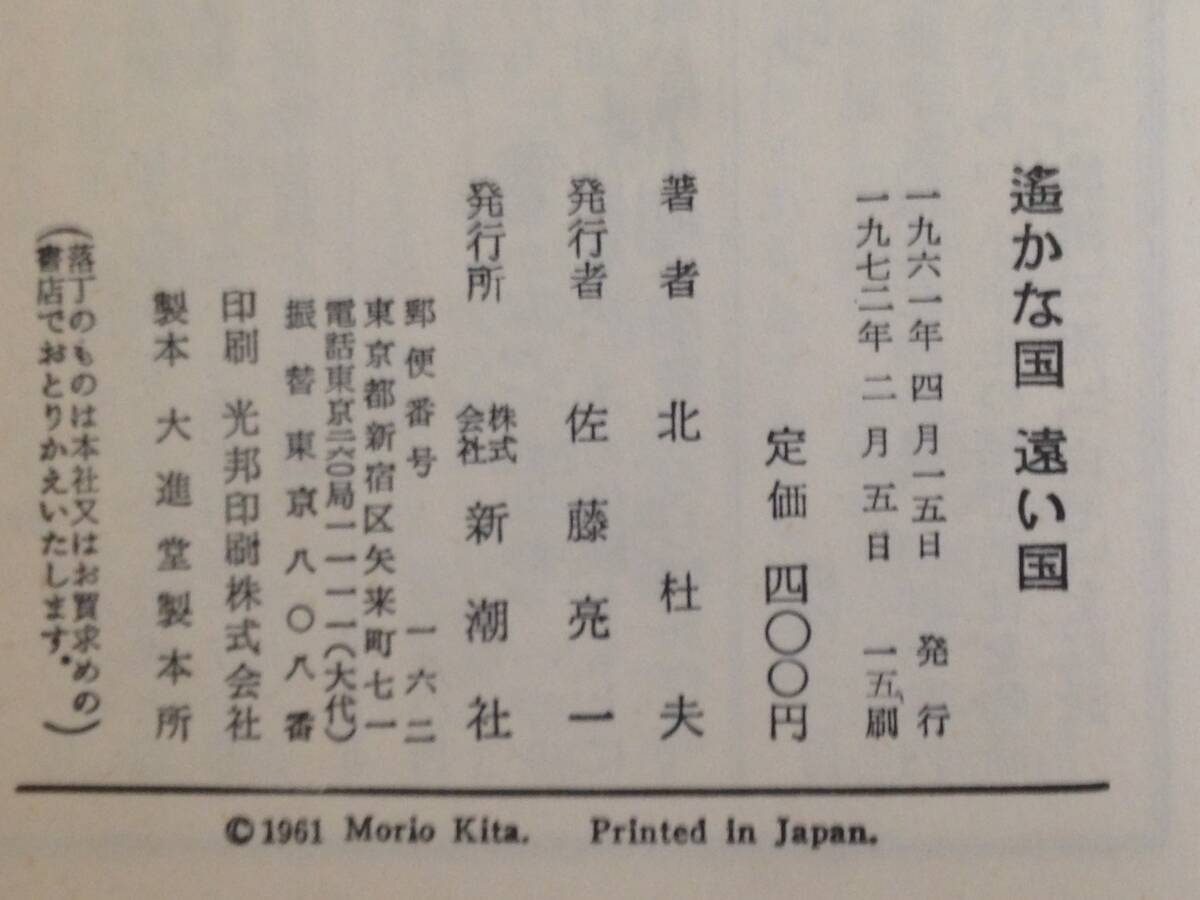 遙かな国 遠い国
一九六一年 四月一五日 発行
一九七二年 二月 五日 一五刷
定価 四〇〇円
著者 北杜夫
発行者 佐藤亮一
発行所 株式会社 新潮社
郵便番号 一六二
東京都新宿区矢来町七一
電話東京二六〇局一一一一(大代)
振替東京八〇八番
印刷 光邦印刷株式会社
製本 大進堂製本所
(落丁のものは本社又はお買求めの
書店でおとりかえいたします。)
©1961 Morio Kita. Printed in Japan.